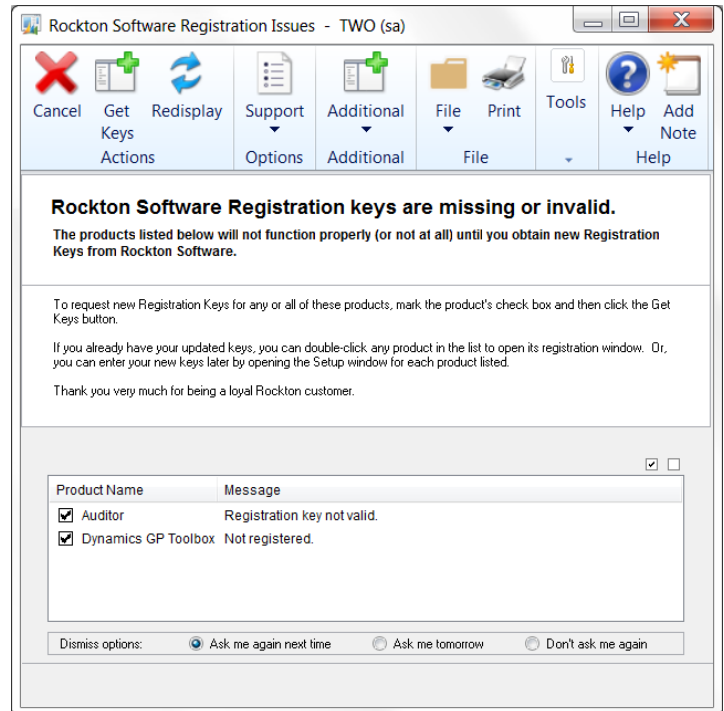 Rockton Software Registration Issues - TWO (sa)
Cancel Get Keys Redisplay Support Additional File Print Tools Help Add Note
Actions Options Additional File Help
Rockton Software Registration keys are missing or invalid.
The products listed below will not function properly (or not at all) until you obtain new Registration
Keys from Rockton Software.
To request new Registration Keys for any or all of these products, mark the product's check box and then click the Get
Keys button.
If you already have your updated keys, you can double-click any product in the list to open its registration window. Or,
you can enter your new keys later by opening the Setup window for each product listed.
Thank you very much for being a loyal Rockton customer.
Product Name Message
Auditor Registration key not valid.
Dynamics GP Toolbox Not registered.
Dismiss options: Ask me again next time Ask me tomorrow Don't ask me again